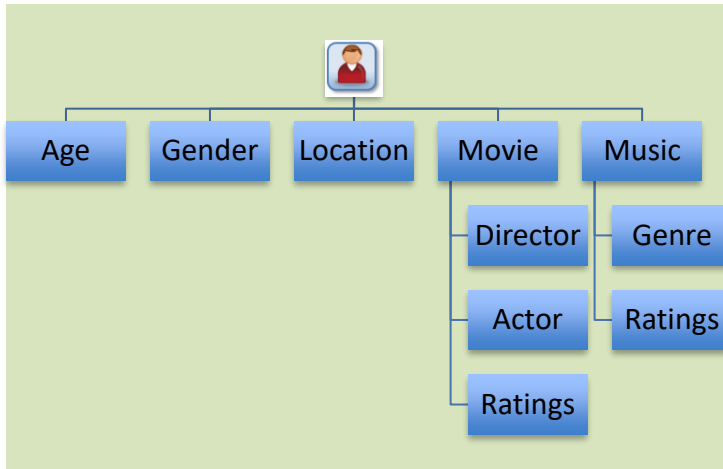 Age
Gender
Location
Movie
Music
Director
Genre
Actor
Ratings
Ratings